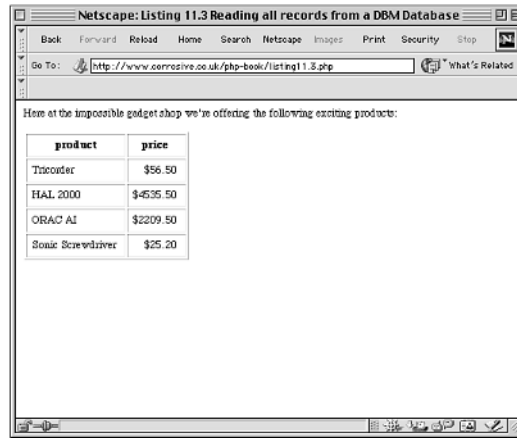 Netscape: Listing 11.3 Reading all records from a DBM Database
Back Forward Reload Home Search Netscape Images Print Security Stop N
Go To: http://www.corrosive.co.uk/php-book/listing11.3.php What's Related
Here at the impossible gadget shop we're offering the following exciting products:
product price
Tricorder $56.50
HAL 2000 $4535.50
ORAC AI $2209.50
Sonic Screwdriver $25.20